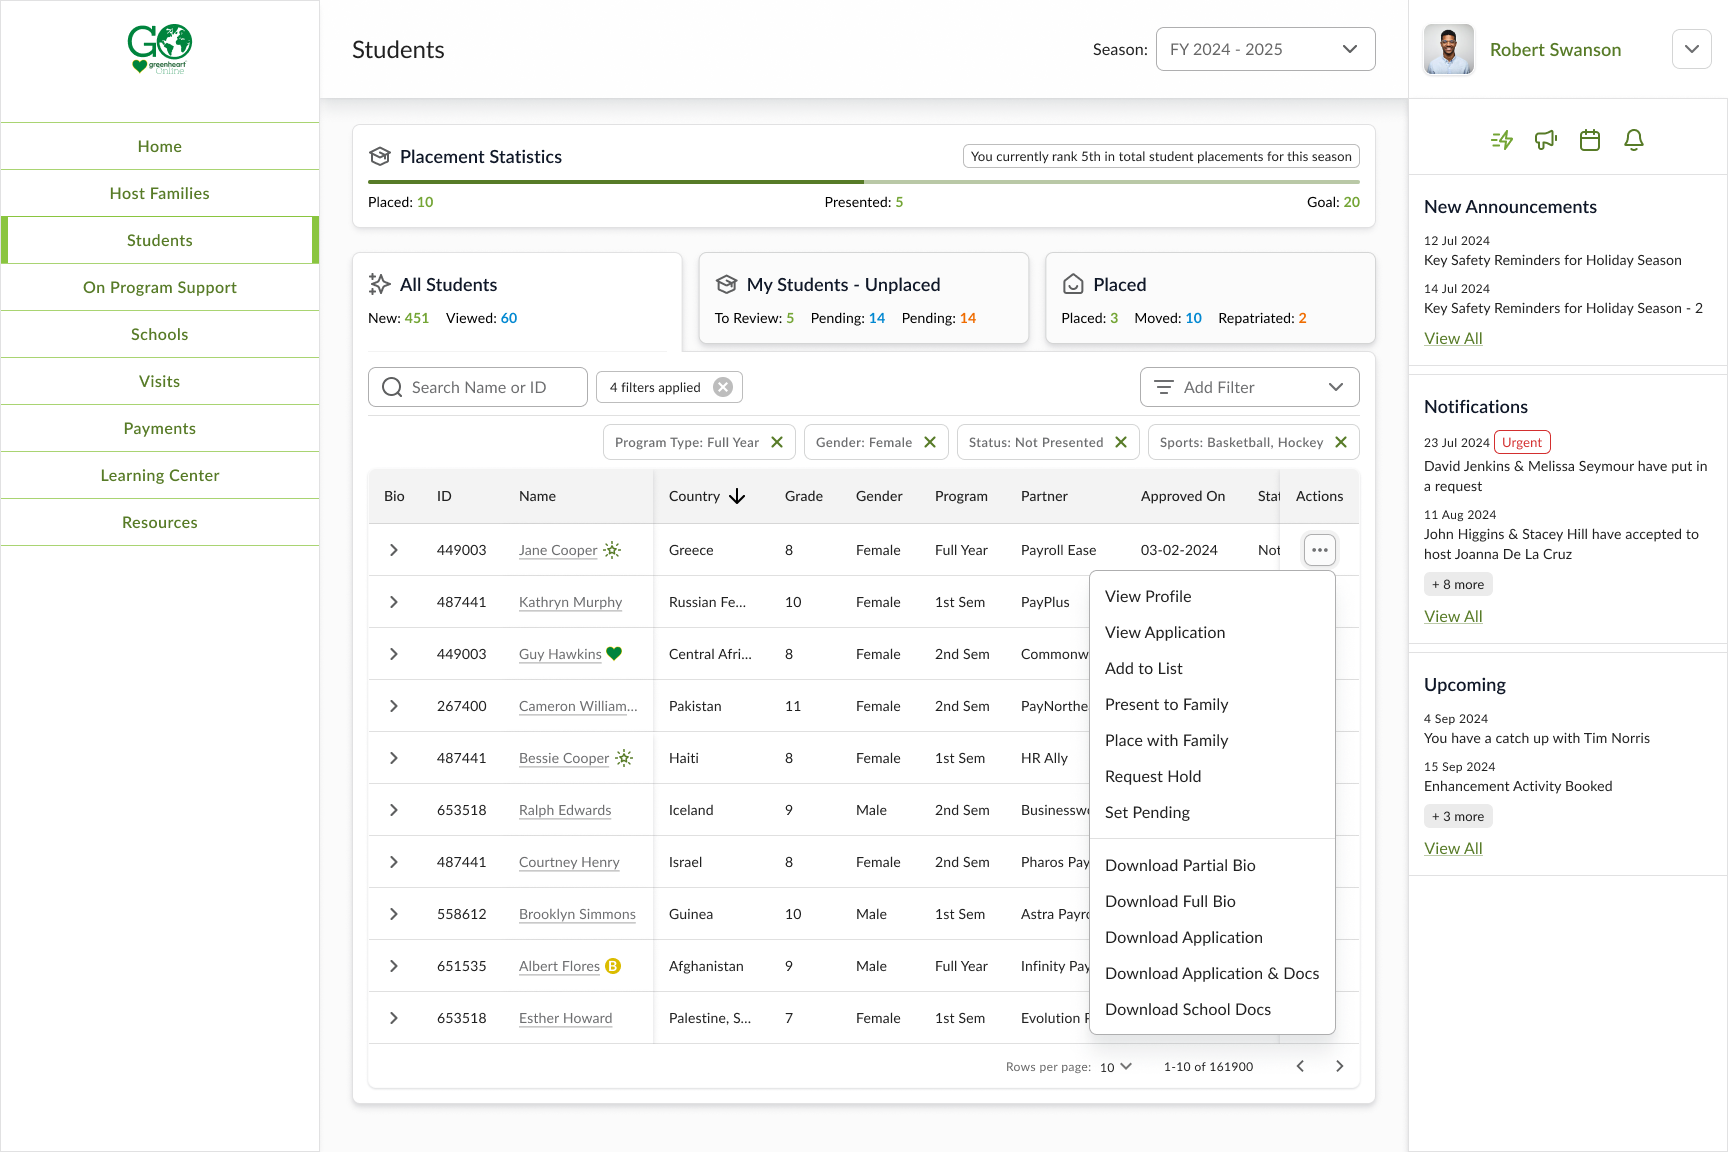 GO
greenheart
Online
Home
Host Families
Students
On Program Support
Schools
Visits
Payments
Learning Center
Resources
Students
Season: FY 2024 - 2025
Placement Statistics
You currently rank 5th in total student placements for this season
Placed: 10 Presented: 5 Goal: 20
All Students
New: 451 Viewed: 60
My Students - Unplaced
To Review: 5 Pending: 14 Pending: 14
Placed
Placed: 3 Moved: 10 Repatriated: 2
Search Name or ID 4 filters applied Add Filter
Program Type: Full Year Gender: Female Status: Not Presented Sports: Basketball, Hockey
Bio ID Name Country Grade Gender Program Partner Approved On Stat Actions
449003 Jane Cooper Greece 8 Female Full Year Payroll Ease 03-02-2024 Not
487441 Kathryn Murphy Russian Fe... 10 Female 1st Sem PayPlus
449003 Guy Hawkins Central Afri... 8 Female 2nd Sem Commonw
267400 Cameron William... Pakistan 11 Female 2nd Sem PayNorthe
487441 Bessie Cooper Haiti 8 Female 1st Sem HR Ally
653518 Ralph Edwards Iceland 9 Male 2nd Sem Businesswo
487441 Courtney Henry Israel 8 Female 2nd Sem Pharos Pay
558612 Brooklyn Simmons Guinea 10 Male 1st Sem Astra Payro
651535 Albert Flores B Afghanistan 9 Male Full Year Infinity Pay
653518 Esther Howard Palestine, S... 7 Female 1st Sem Evolution P
View Profile
View Application
Add to List
Present to Family
Place with Family
Request Hold
Set Pending
Download Partial Bio
Download Full Bio
Download Application
Download Application & Docs
Download School Docs
Rows per page: 10 1-10 of 161900
Robert Swanson
New Announcements
12 Jul 2024
Key Safety Reminders for Holiday Season
14 Jul 2024
Key Safety Reminders for Holiday Season - 2
View All
Notifications
23 Jul 2024 Urgent
David Jenkins & Melissa Seymour have put in
a request
11 Aug 2024
John Higgins & Stacey Hill have accepted to
host Joanna De La Cruz
+ 8 more
View All
Upcoming
4 Sep 2024
You have a catch up with Tim Norris
15 Sep 2024
Enhancement Activity Booked
+ 3 more
View All